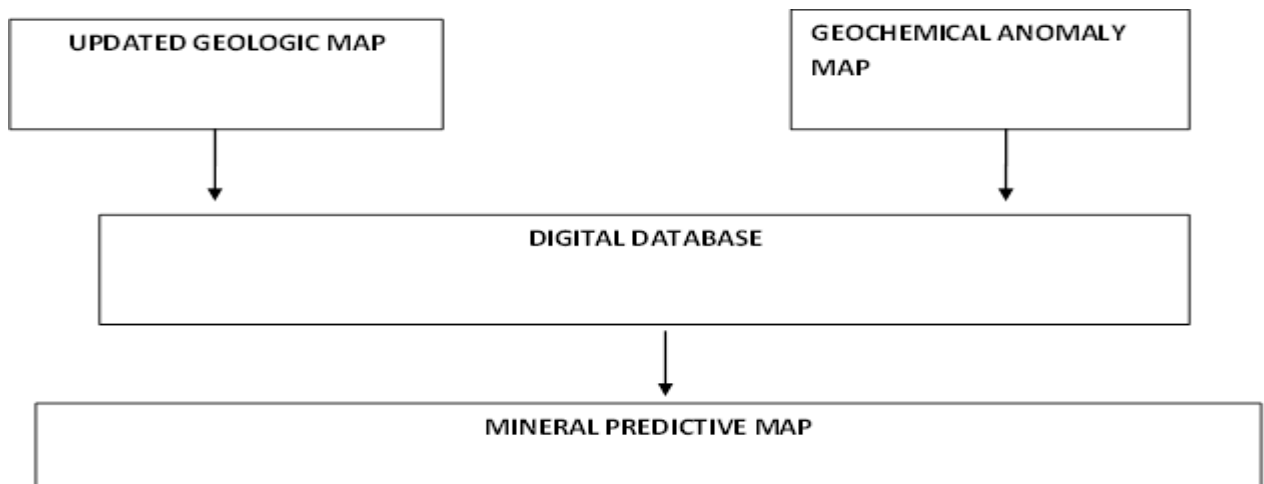 UPDATED GEOLOGIC MAP
GEOCHEMICAL ANOMALY
MAP
DIGITAL DATABASE
MINERAL PREDICTIVE MAP